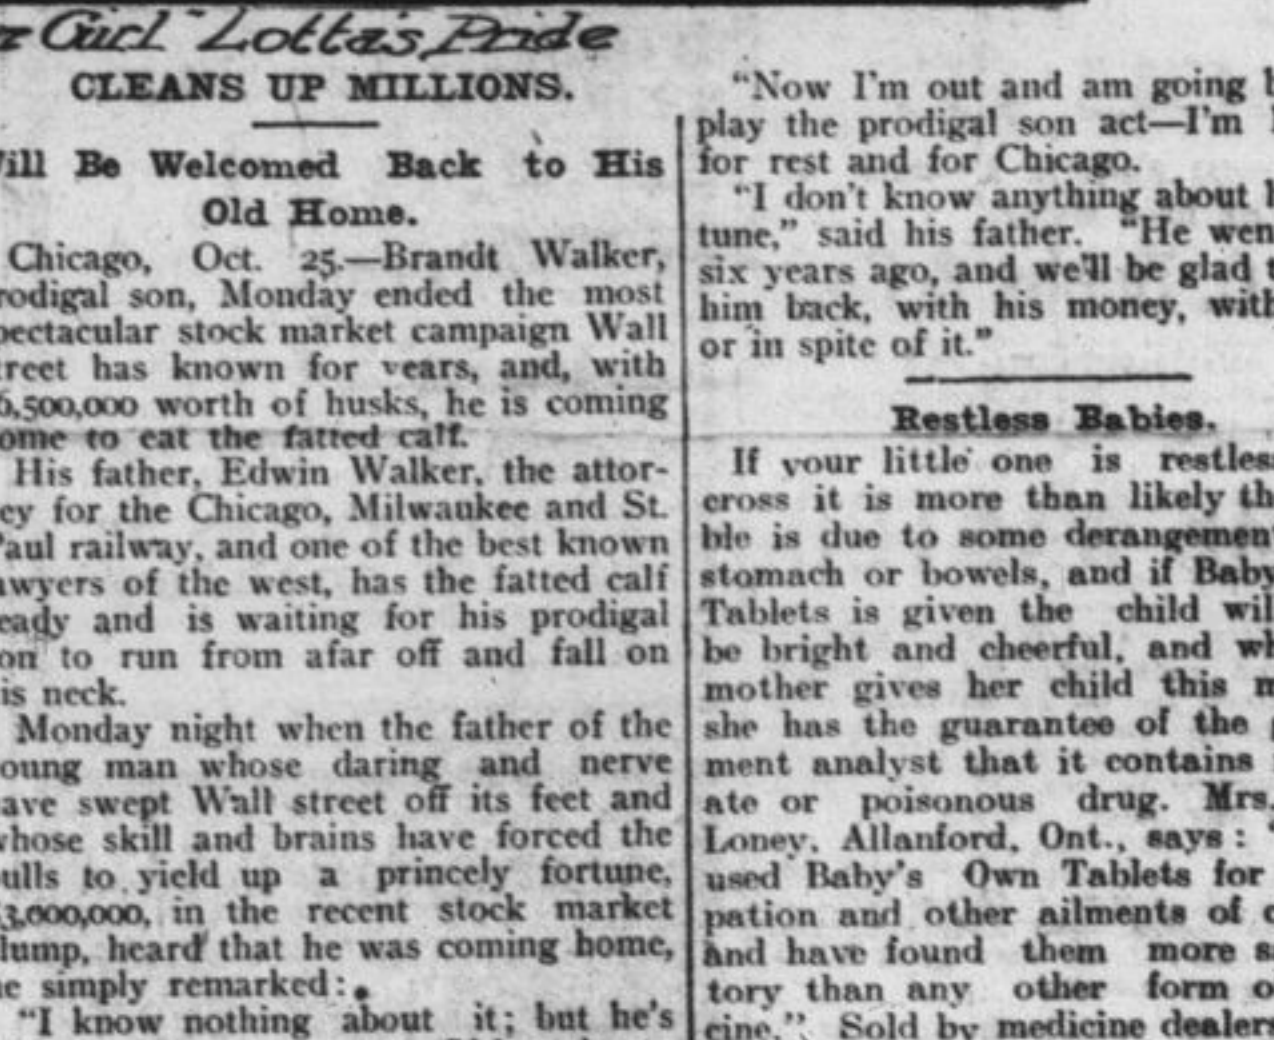 Girl Lotta's Pride
CLEANS UP MILLIONS.
ill Be Welcomed Back to His
Old Home.
Chicago, Oct. 25.—Brandt Walker,
rodigal son, Monday ended the most
pectacular stock market campaign Wall
treet has known for years, and, with
6,500,000 worth of husks, he is coming
ome to eat the fatted calf.
His father, Edwin Walker, the attor-
ey for the Chicago, Milwaukee and St.
Paul railway, and one of the best known
awyers of the west, has the fatted calf
eady and is waiting for his prodigal
on to run from afar off and fall on
is neck.
Monday night when the father of the
oung man whose daring and nerve
ave swept Wall street off its feet and
whose skill and brains have forced the
ulls to yield up a princely fortune,
3,000,000, in the recent stock market
lump, heard that he was coming home,
e simply remarked:
"I know nothing about it; but he's
"Now I'm out and am going
play the prodigal son act—I'm
for rest and for Chicago.
"I don't know anything about
tune," said his father. "He wen
six years ago, and we'll be glad t
him back, with his money, with
or in spite of it."
Restless Babies.
If your little one is restles
cross it is more than likely th
ble is due to some derangemen
stomach or bowels, and if Baby
Tablets is given the child wil
be bright and cheerful, and wh
mother gives her child this m
she has the guarantee of the
ment analyst that it contains
ate or poisonous drug. Mrs.
Loney, Allanford, Ont., says: "
used Baby's Own Tablets for
pation and other ailments of c
and have found them more s
tory than any other form o
cine." Sold by medicine dealers